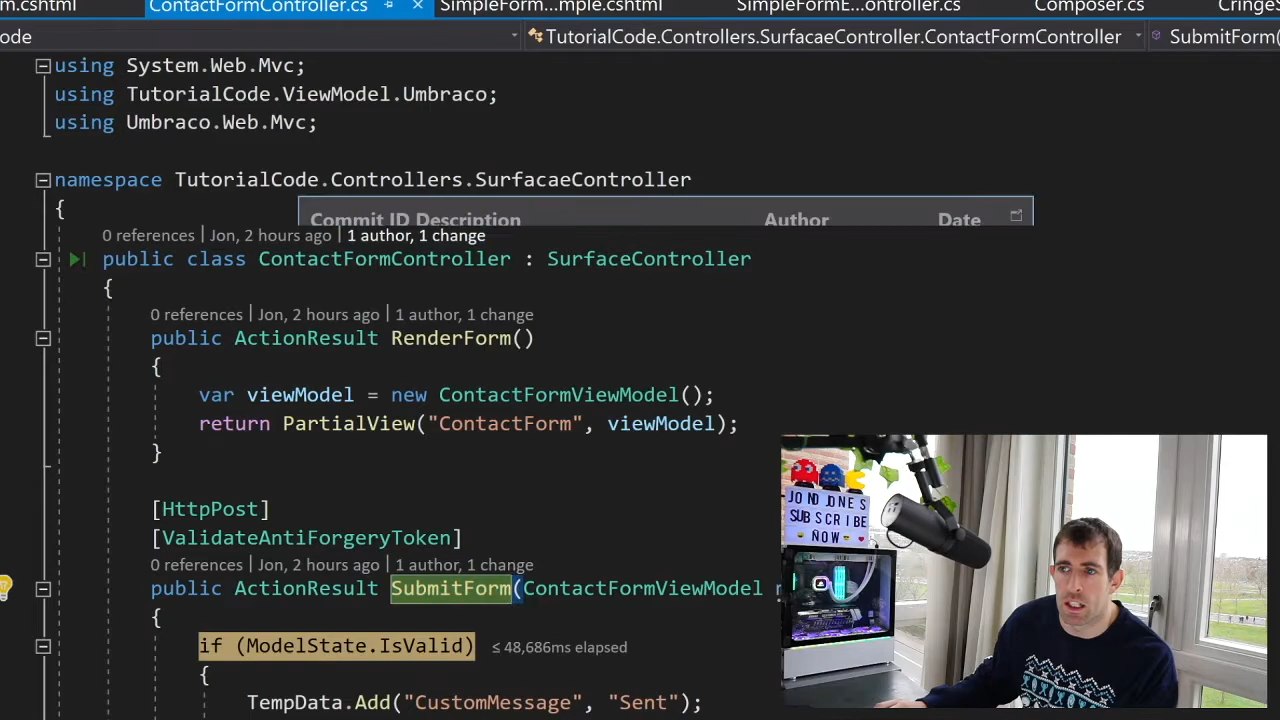 m.cshtml ContactFormController.cs SimpleForm...mple.cshtml SimpleFormE...ontroller.cs Composer.cs Cringe
ode TutorialCode.Controllers.SurfacaeController.ContactFormController SubmitForm(
using System.Web.Mvc;
using TutorialCode.ViewModel.Umbraco;
using Umbraco.Web.Mvc;
namespace TutorialCode.Controllers.SurfacaeController
{
Commit ID Description Author Date
0 references | Jon, 2 hours ago | 1 author, 1 change
public class ContactFormController : SurfaceController
{
0 references | Jon, 2 hours ago | 1 author, 1 change
public ActionResult RenderForm()
{
var viewModel = new ContactFormViewModel();
return PartialView("ContactForm", viewModel);
}
[HttpPost]
[ValidateAntiForgeryToken]
0 references | Jon, 2 hours ago | 1 author, 1 change
public ActionResult SubmitForm(ContactFormViewModel
{
if (ModelState.IsValid) ≤ 48,686ms elapsed
{
TempData.Add("CustomMessage", "Sent");
JON D JONES
SUBSCRIBE
NOW